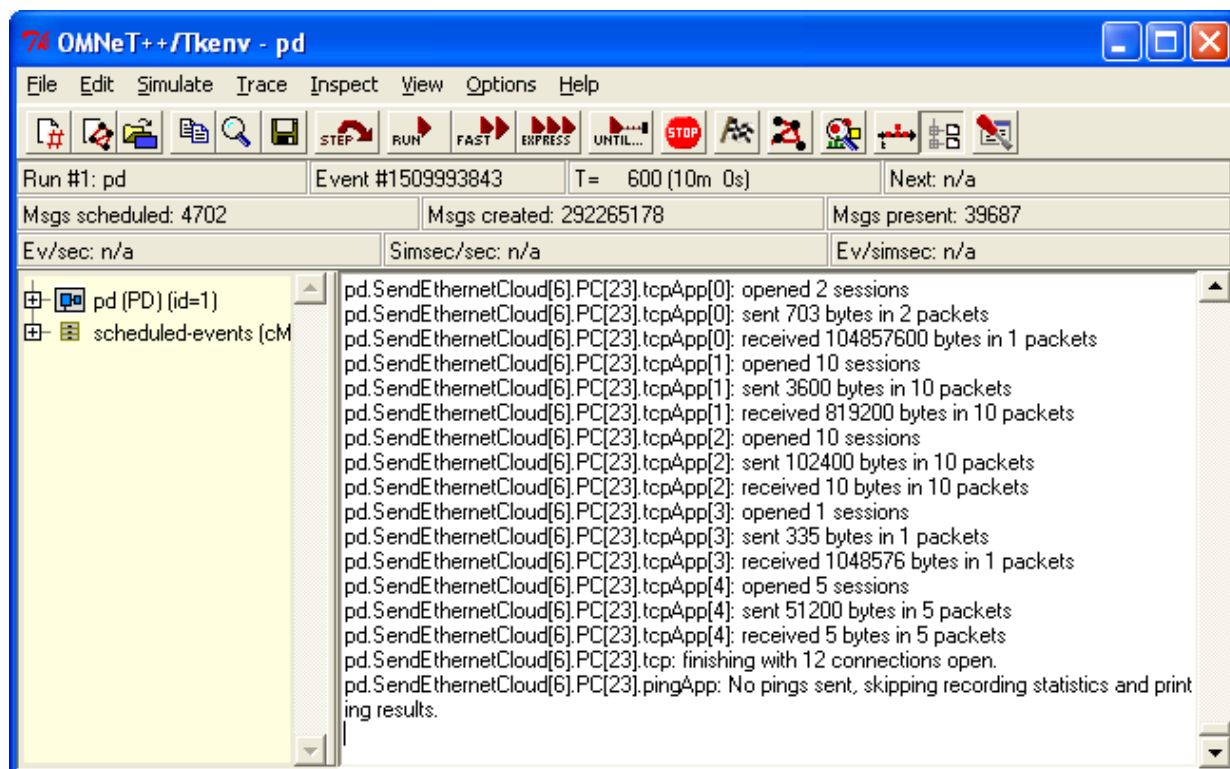 OMNeT++/Tkenv - pd
File Edit Simulate Trace Inspect View Options Help
STEP RUN FAST EXPRESS UNTIL... STOP
Run #1: pd Event #1509993843 T= 600 (10m 0s) Next: n/a
Msgs scheduled: 4702 Msgs created: 292265178 Msgs present: 39687
Ev/sec: n/a Simsec/sec: n/a Ev/simsec: n/a
pd (PD) (id=1)
scheduled-events (cM
pd.SendEthernetCloud[6].PC[23].tcpApp[0]: opened 2 sessions
pd.SendEthernetCloud[6].PC[23].tcpApp[0]: sent 703 bytes in 2 packets
pd.SendEthernetCloud[6].PC[23].tcpApp[0]: received 104857600 bytes in 1 packets
pd.SendEthernetCloud[6].PC[23].tcpApp[1]: opened 10 sessions
pd.SendEthernetCloud[6].PC[23].tcpApp[1]: sent 3600 bytes in 10 packets
pd.SendEthernetCloud[6].PC[23].tcpApp[1]: received 819200 bytes in 10 packets
pd.SendEthernetCloud[6].PC[23].tcpApp[2]: opened 10 sessions
pd.SendEthernetCloud[6].PC[23].tcpApp[2]: sent 102400 bytes in 10 packets
pd.SendEthernetCloud[6].PC[23].tcpApp[2]: received 10 bytes in 10 packets
pd.SendEthernetCloud[6].PC[23].tcpApp[3]: opened 1 sessions
pd.SendEthernetCloud[6].PC[23].tcpApp[3]: sent 335 bytes in 1 packets
pd.SendEthernetCloud[6].PC[23].tcpApp[3]: received 1048576 bytes in 1 packets
pd.SendEthernetCloud[6].PC[23].tcpApp[4]: opened 5 sessions
pd.SendEthernetCloud[6].PC[23].tcpApp[4]: sent 51200 bytes in 5 packets
pd.SendEthernetCloud[6].PC[23].tcpApp[4]: received 5 bytes in 5 packets
pd.SendEthernetCloud[6].PC[23].tcp: finishing with 12 connections open.
pd.SendEthernetCloud[6].PC[23].pingApp: No pings sent, skipping recording statistics and print
ing results.